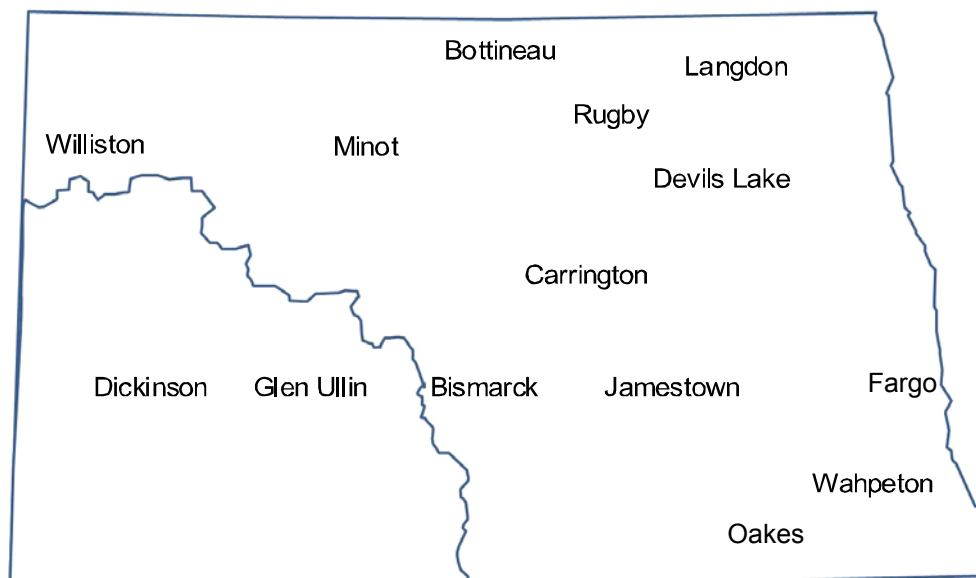 Bottineau
Langdon
Rugby
Williston
Minot
Devils Lake
Carrington
Dickinson
Glen Ullin
Bismarck
Jamestown
Fargo
Wahpeton
Oakes